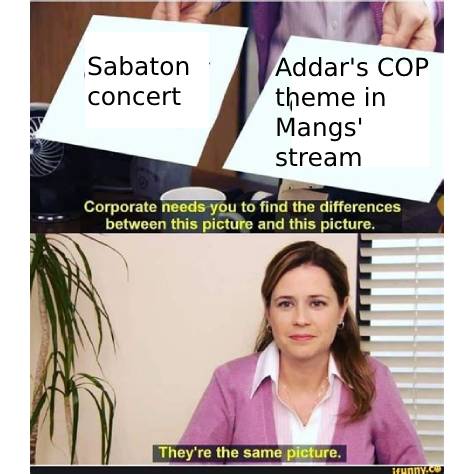 Sabaton
concert
Addar's COP
theme in
Mangs'
stream
Corporate needs you to find the differences
between this picture and this picture.
They're the same picture.
ifunny.co